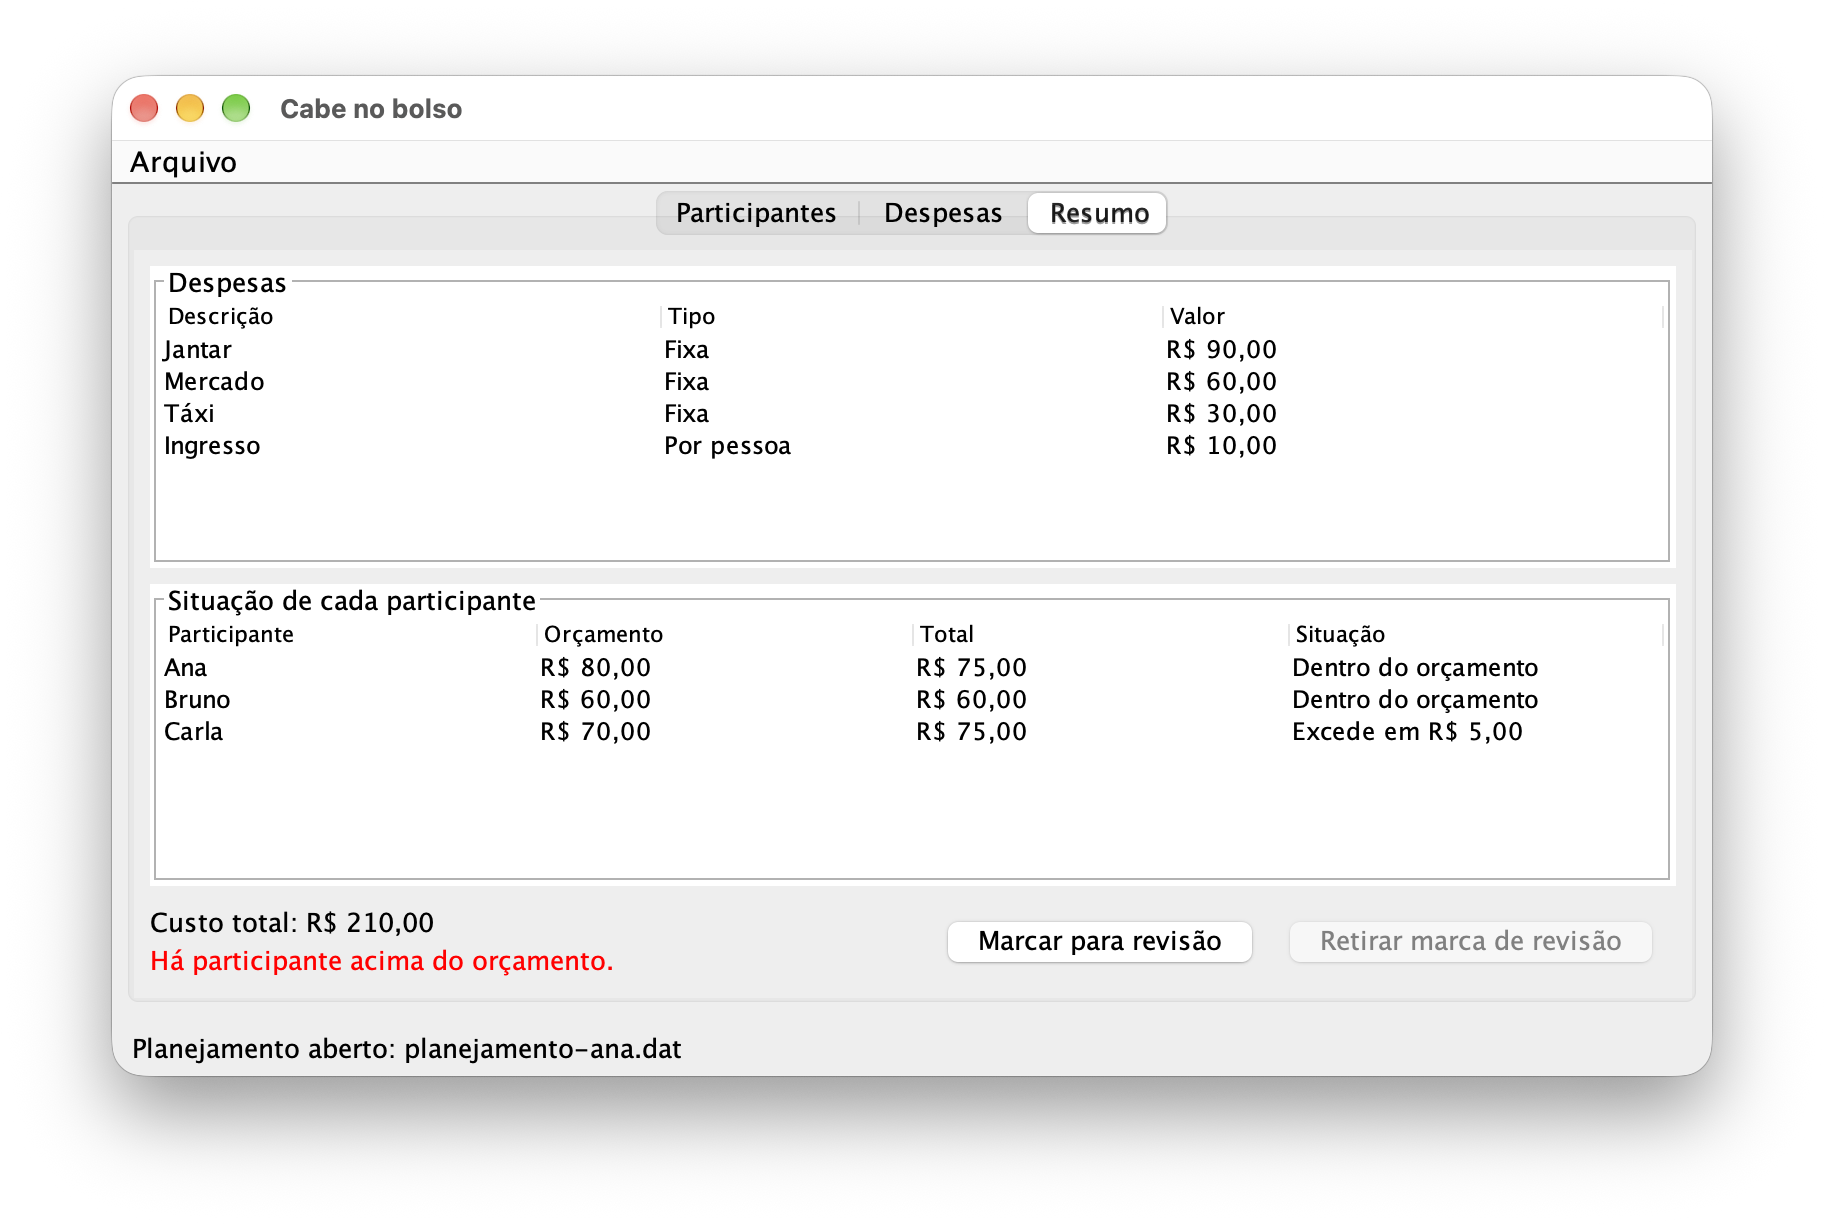 Cabe no bolso
Arquivo
Participantes Despesas Resumo
Despesas
Descrição Tipo Valor
Jantar Fixa R$ 90,00
Mercado Fixa R$ 60,00
Táxi Fixa R$ 30,00
Ingresso Por pessoa R$ 10,00
Situação de cada participante
Participante Orçamento Total Situação
Ana R$ 80,00 R$ 75,00 Dentro do orçamento
Bruno R$ 60,00 R$ 60,00 Dentro do orçamento
Carla R$ 70,00 R$ 75,00 Excede em R$ 5,00
Custo total: R$ 210,00
Há participante acima do orçamento.
Marcar para revisão Retirar marca de revisão
Planejamento aberto: planejamento-ana.dat